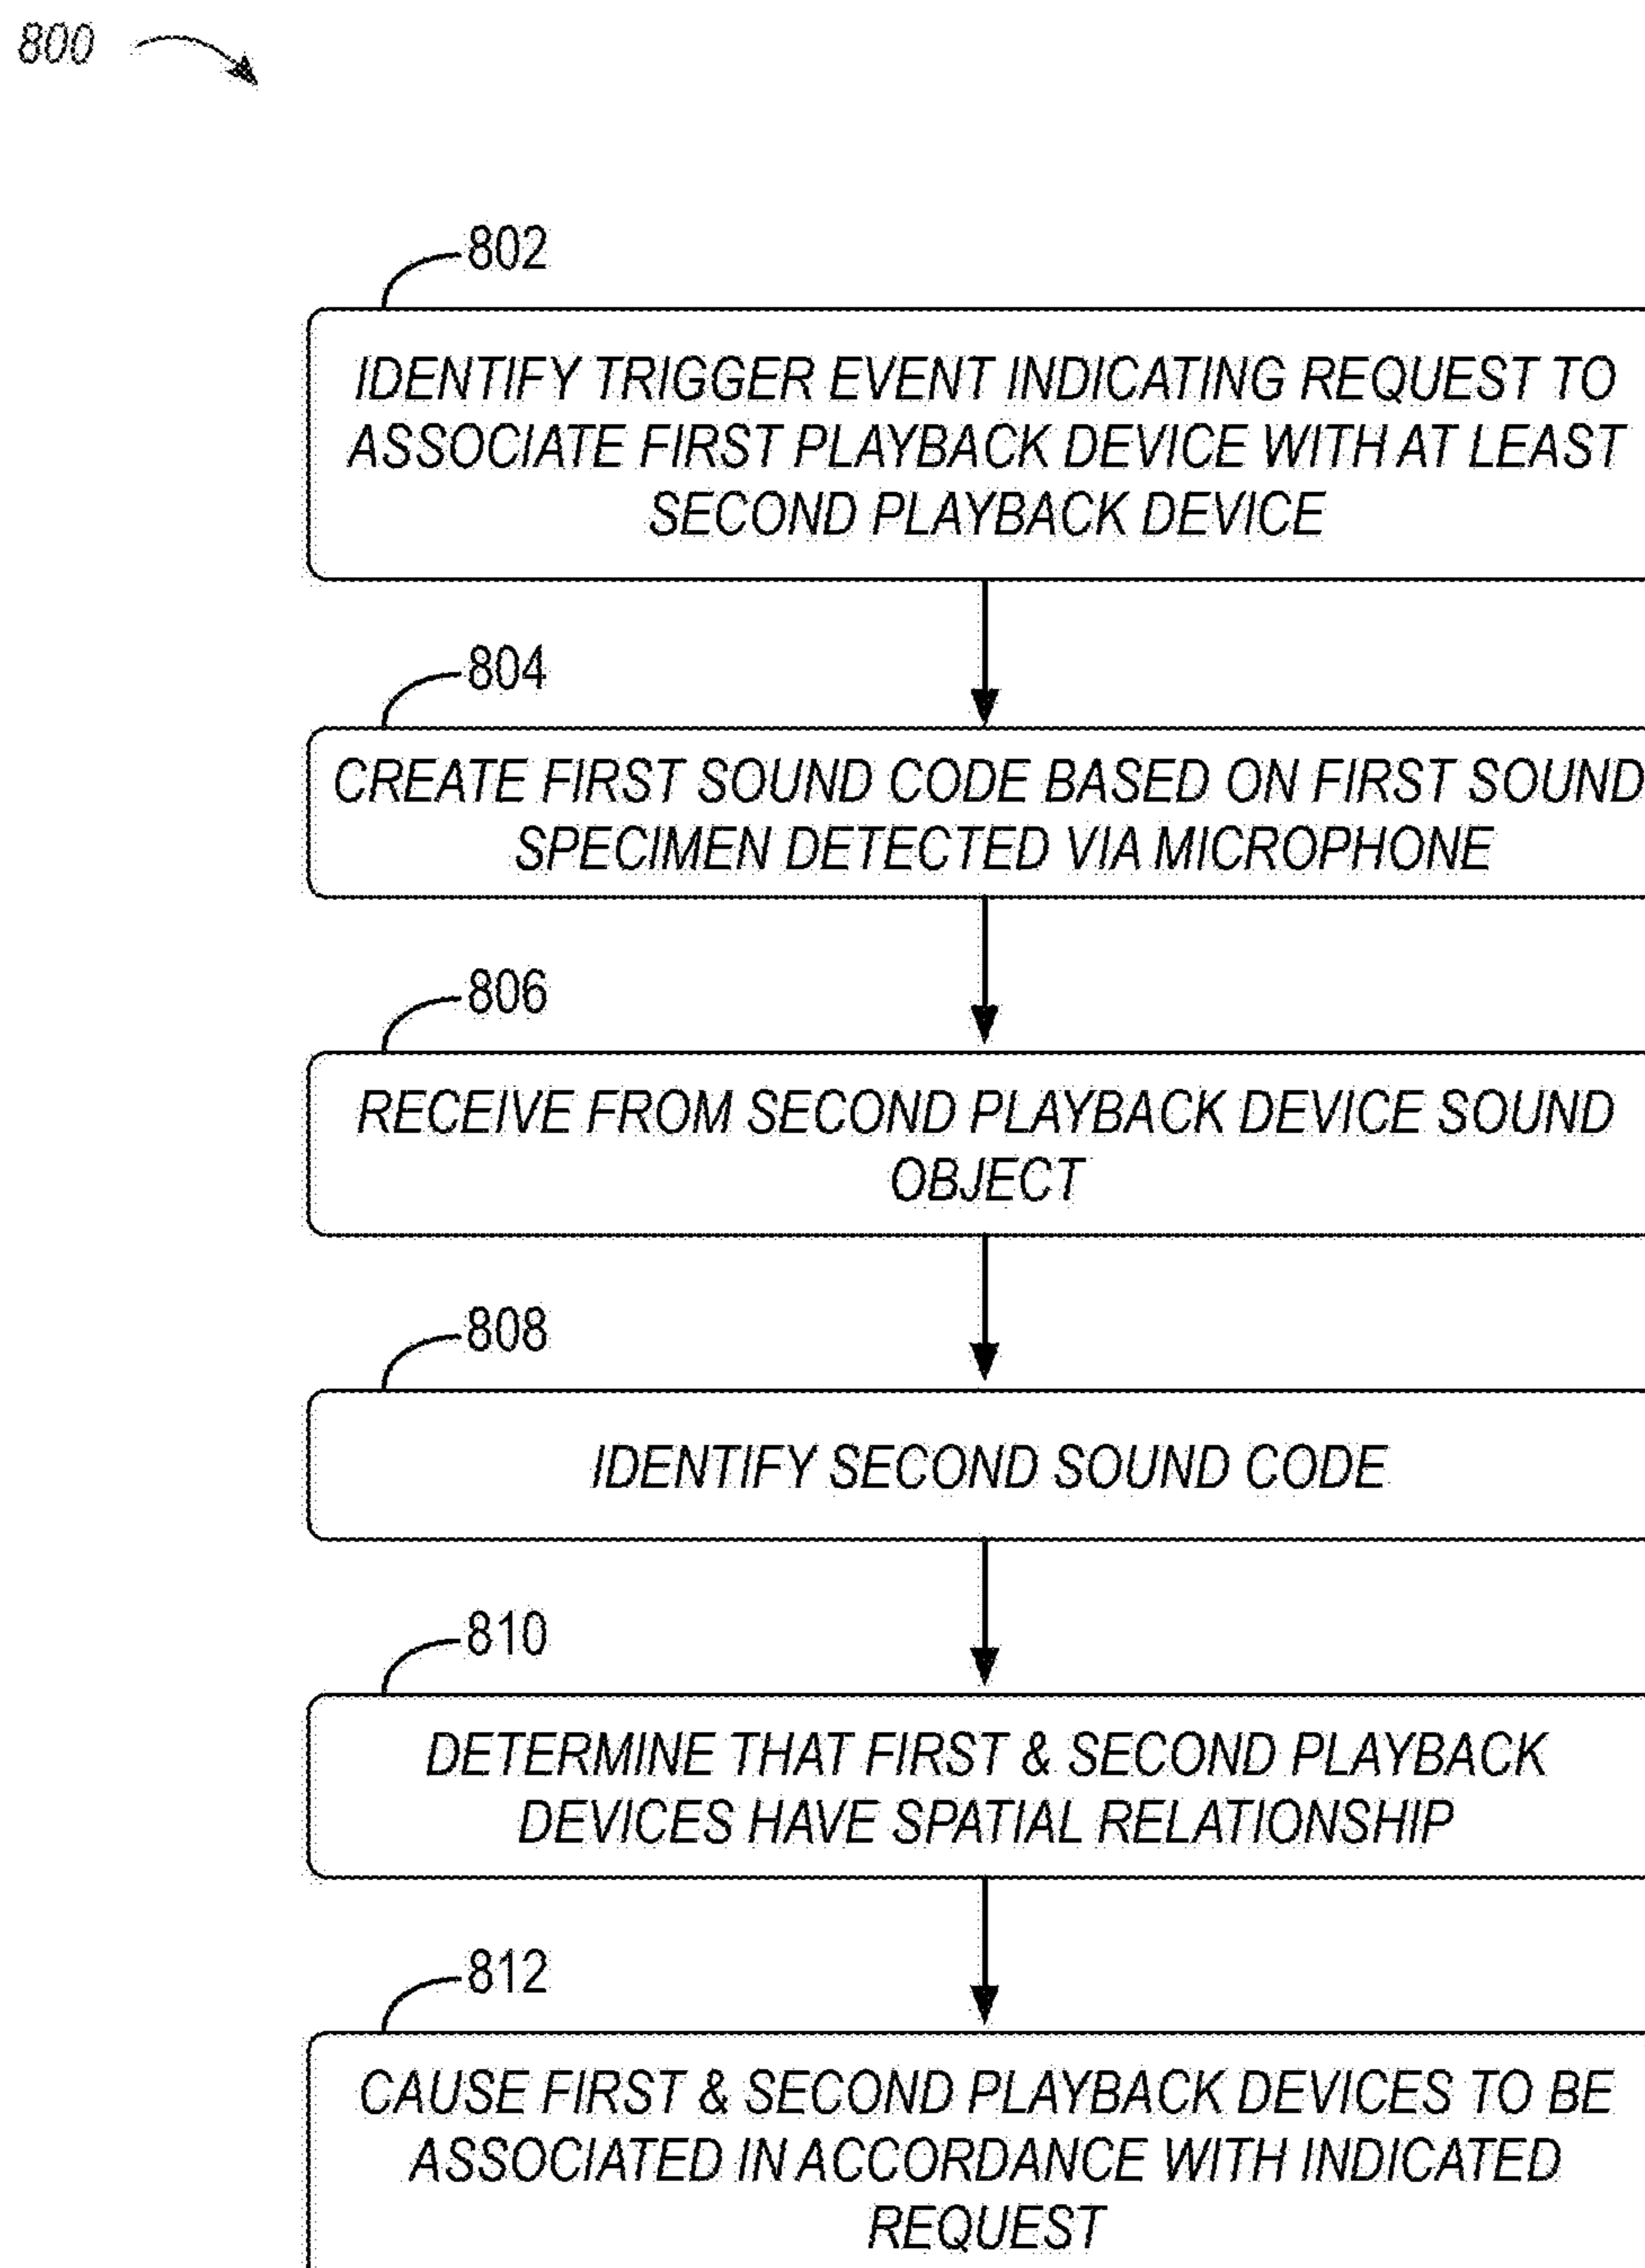 800
802
IDENTIFY TRIGGER EVENT INDICATING REQUEST TO
ASSOCIATE FIRST PLAYBACK DEVICE WITH AT LEAST
SECOND PLAYBACK DEVICE
804
CREATE FIRST SOUND CODE BASED ON FIRST SOUND
SPECIMEN DETECTED VIA MICROPHONE
806
RECEIVE FROM SECOND PLAYBACK DEVICE SOUND
OBJECT
808
IDENTIFY SECOND SOUND CODE
810
DETERMINE THAT FIRST & SECOND PLAYBACK
DEVICES HAVE SPATIAL RELATIONSHIP
812
CAUSE FIRST & SECOND PLAYBACK DEVICES TO BE
ASSOCIATED IN ACCORDANCE WITH INDICATED
REQUEST